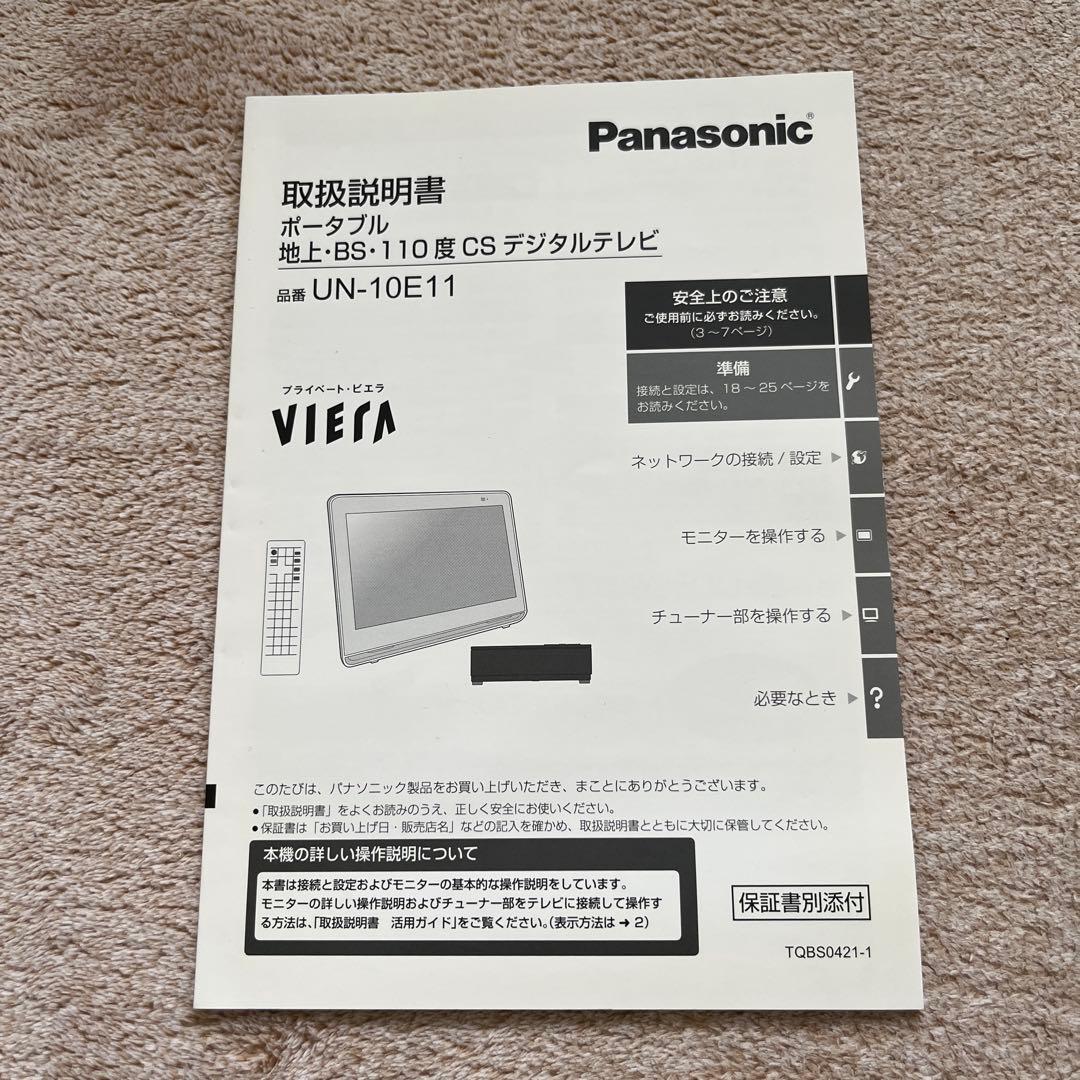 Panasonic®
取扱説明書
ポータブル
地上・BS・110度CSデジタルテレビ
品番 UN-10E11
安全上のご注意
ご使用前に必ずお読みください。
(3～7ページ)
準備
接続と設定は、18～25ページを
お読みください。
プライベート・ビエラ
VIERA
ネットワークの接続/設定 ▶
モニターを操作する ▶
チューナー部を操作する ▶
必要なとき ▶ ?
このたびは、パナソニック製品をお買い上げいただき、まことにありがとうございます。
●「取扱説明書」をよくお読みのうえ、正しく安全にお使いください。
●保証書は「お買い上げ日・販売店名」などの記入を確かめ、取扱説明書とともに大切に保管してください。
本機の詳しい操作説明について
本書は接続と設定およびモニターの基本的な操作説明をしています。
モニターの詳しい操作説明およびチューナー部をテレビに接続して操作す
る方法は、「取扱説明書 活用ガイド」をご覧ください。(表示方法は➜2)
保証書別添付
TQBS0421-1